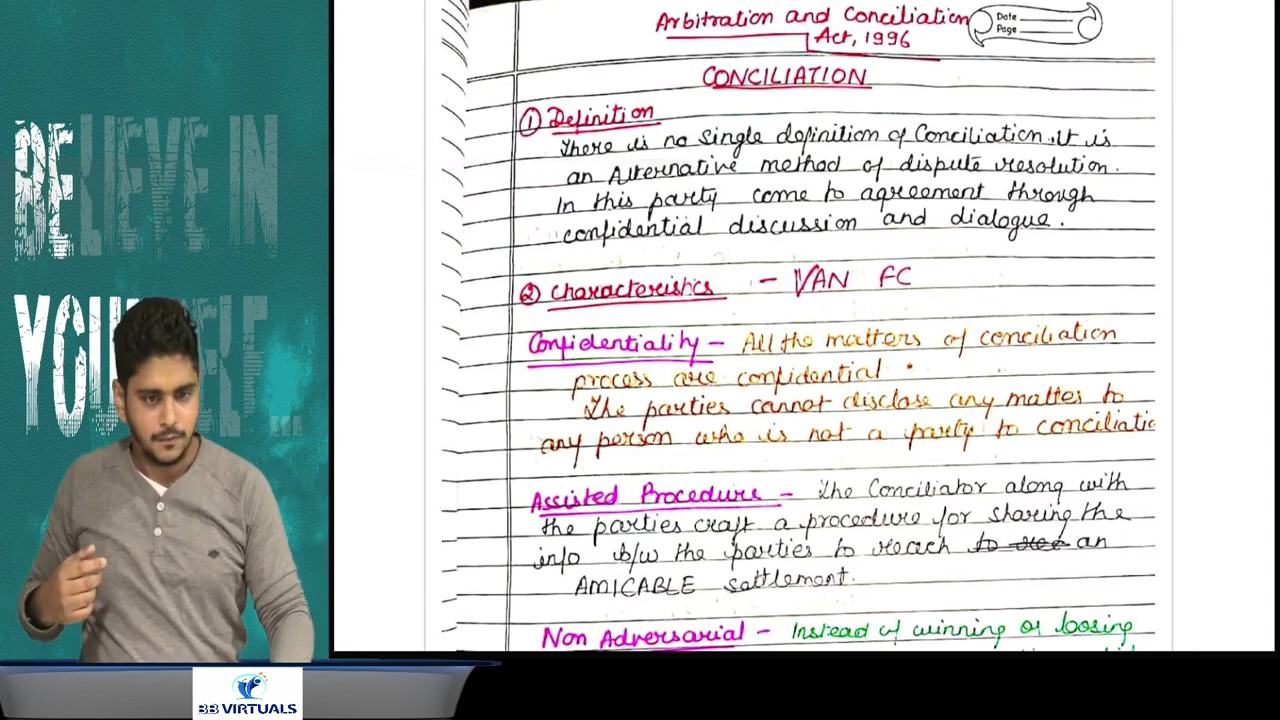 BELIEVE IN
YOURSELF...
Arbitration and Conciliation
Act, 1996
Date
Page
CONCILIATION
① Definition
There is no single definition of Conciliation. It is
an Alternative method of dispute resolution.
In this party come to agreement through
confidential discussion and dialogue.
② Characteristics - VAN FC
Confidentiality - All the matters of conciliation
process are confidential.
The parties cannot disclose any matter to
any person who is not a party to conciliatio
Assisted Procedure - The Conciliator along with
the parties craft a procedure for sharing the
info b/w the parties to reach to an
AMICABLE settlement.
Non Adversarial - Instead of winning or loosing
BB VIRTUALS